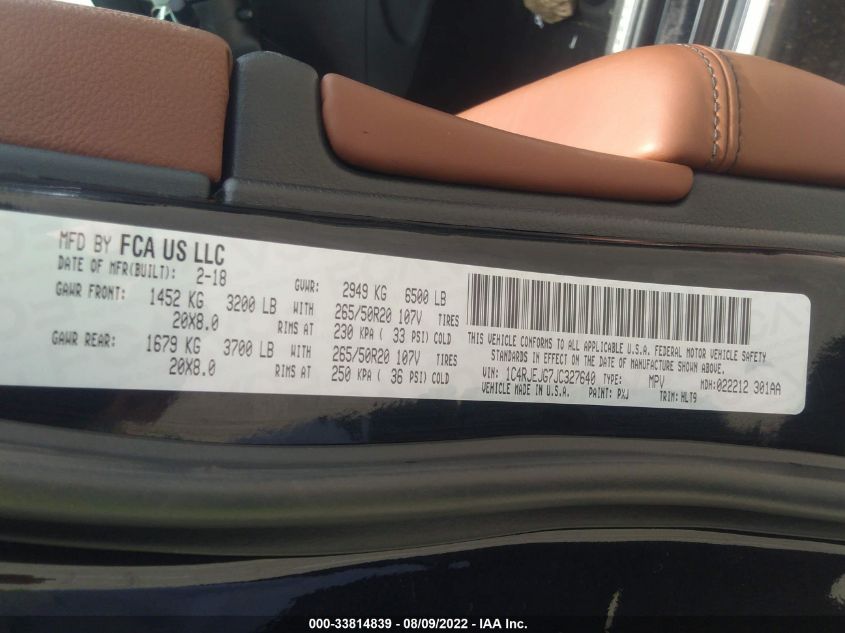 MFD BY FCA US LLC
DATE OF MFR(BUILT): 2-18 GVWR: 2949 KG 6500 LB
GAWR FRONT: 1452 KG 3200 LB WITH 265/50R20 107V TIRES
20X8.0 RIMS AT 230 KPA ( 33 PSI) COLD
GAWR REAR: 1679 KG 3700 LB WITH 265/50R20 107V TIRES
20X8.0 RIMS AT 250 KPA ( 36 PSI) COLD
THIS VEHICLE CONFORMS TO ALL APPLICABLE U.S.A. FEDERAL MOTOR VEHICLE SAFETY
STANDARDS IN EFFECT ON THE DATE OF MANUFACTURE SHOWN ABOVE.
VIN: 1C4RJEJG7JC327640 TYPE: MPV MDH:022212 301AA
VEHICLE MADE IN U.S.A. PAINT: PXJ TRIM:HLT9
000-33814839 - 08/09/2022 - IAA Inc.